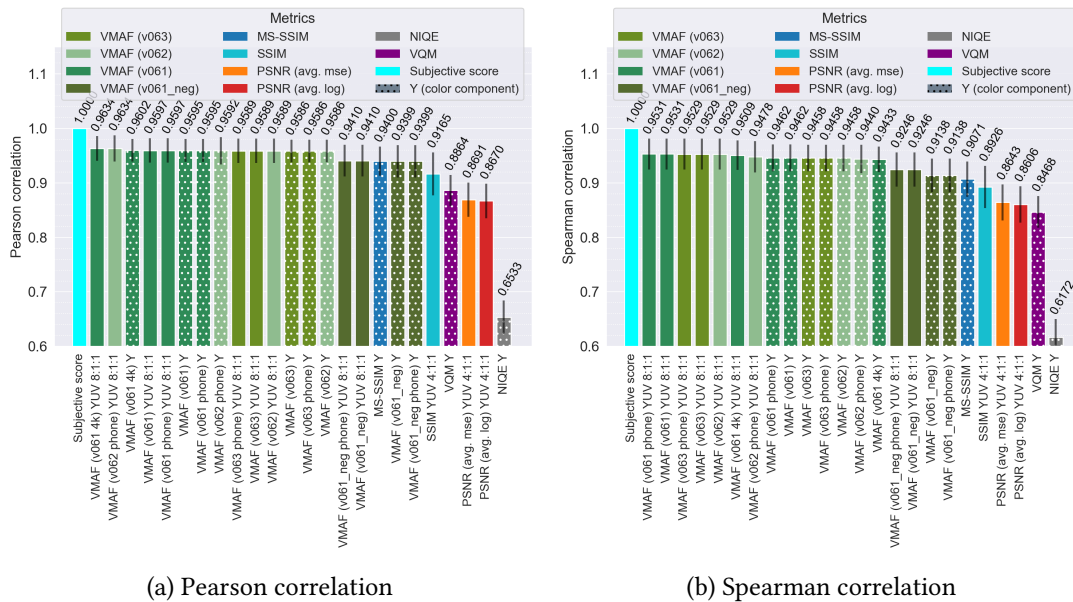 Metrics
VMAF (v063)
VMAF (v062)
VMAF (v061)
VMAF (v061_neg)
MS-SSIM
SSIM
PSNR (avg. mse)
PSNR (avg. log)
NIQE
VQM
Subjective score
Y (color component)
Pearson correlation
1.1
1.0
0.9
0.8
0.7
0.6
1.0000
0.9634
0.9634
0.9602
0.9597
0.9597
0.9595
0.9595
0.9592
0.9589
0.9589
0.9589
0.9586
0.9586
0.9586
0.9410
0.9410
0.9400
0.9399
0.9399
0.9165
0.8864
0.8691
0.8670
0.6533
Subjective score
VMAF (v061 4k) YUV 8:1:1
VMAF (v062 phone) YUV 8:1:1
VMAF (v061 4k) Y
VMAF (v061) YUV 8:1:1
VMAF (v061 phone) YUV 8:1:1
VMAF (v061) Y
VMAF (v061 phone) Y
VMAF (v062 phone) Y
VMAF (v063 phone) YUV 8:1:1
VMAF (v063) YUV 8:1:1
VMAF (v062) YUV 8:1:1
VMAF (v063) Y
VMAF (v063 phone) Y
VMAF (v062) Y
VMAF (v061_neg phone) YUV 8:1:1
VMAF (v061_neg) YUV 8:1:1
MS-SSIM Y
VMAF (v061_neg) Y
VMAF (v061_neg phone) Y
SSIM YUV 4:1:1
VQM Y
PSNR (avg. mse) YUV 4:1:1
PSNR (avg. log) YUV 4:1:1
NIQE Y
(a) Pearson correlation
Metrics
VMAF (v063)
VMAF (v062)
VMAF (v061)
VMAF (v061_neg)
MS-SSIM
SSIM
PSNR (avg. mse)
PSNR (avg. log)
NIQE
VQM
Subjective score
Y (color component)
Spearman correlation
1.1
1.0
0.9
0.8
0.7
0.6
1.0000
0.9531
0.9531
0.9529
0.9529
0.9529
0.9509
0.9478
0.9462
0.9462
0.9458
0.9458
0.9458
0.9440
0.9433
0.9246
0.9246
0.9138
0.9138
0.9071
0.8926
0.8643
0.8606
0.8468
0.6172
Subjective score
VMAF (v061 phone) YUV 8:1:1
VMAF (v061) YUV 8:1:1
VMAF (v063 phone) YUV 8:1:1
VMAF (v063) YUV 8:1:1
VMAF (v062) YUV 8:1:1
VMAF (v061 4k) YUV 8:1:1
VMAF (v062 phone) YUV 8:1:1
VMAF (v061 phone) Y
VMAF (v061) Y
VMAF (v063) Y
VMAF (v063 phone) Y
VMAF (v062) Y
VMAF (v062 phone) Y
VMAF (v061 4k) Y
VMAF (v061_neg phone) YUV 8:1:1
VMAF (v061_neg) YUV 8:1:1
VMAF (v061_neg) Y
VMAF (v061_neg phone) Y
MS-SSIM Y
SSIM YUV 4:1:1
PSNR (avg. mse) YUV 4:1:1
PSNR (avg. log) YUV 4:1:1
VQM Y
NIQE Y
(b) Spearman correlation